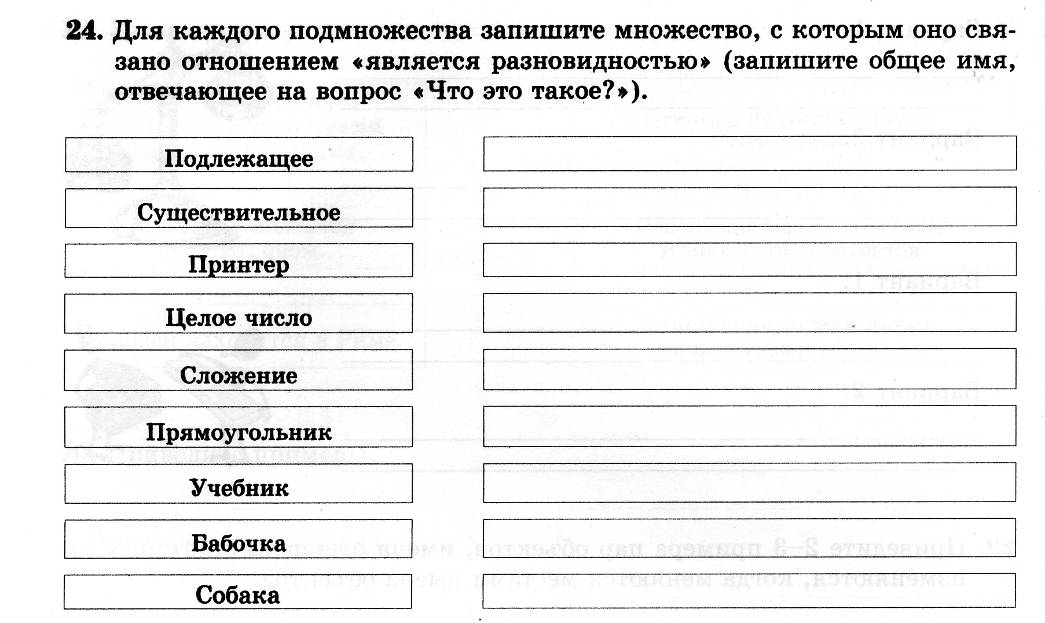 24. Для каждого подмножества запишите множество, с которым оно свя-
зано отношением «является разновидностью» (запишите общее имя,
отвечающее на вопрос «Что это такое?»).
Подлежащее
Существительное
Принтер
Целое число
Сложение
Прямоугольник
Учебник
Бабочка
Собака